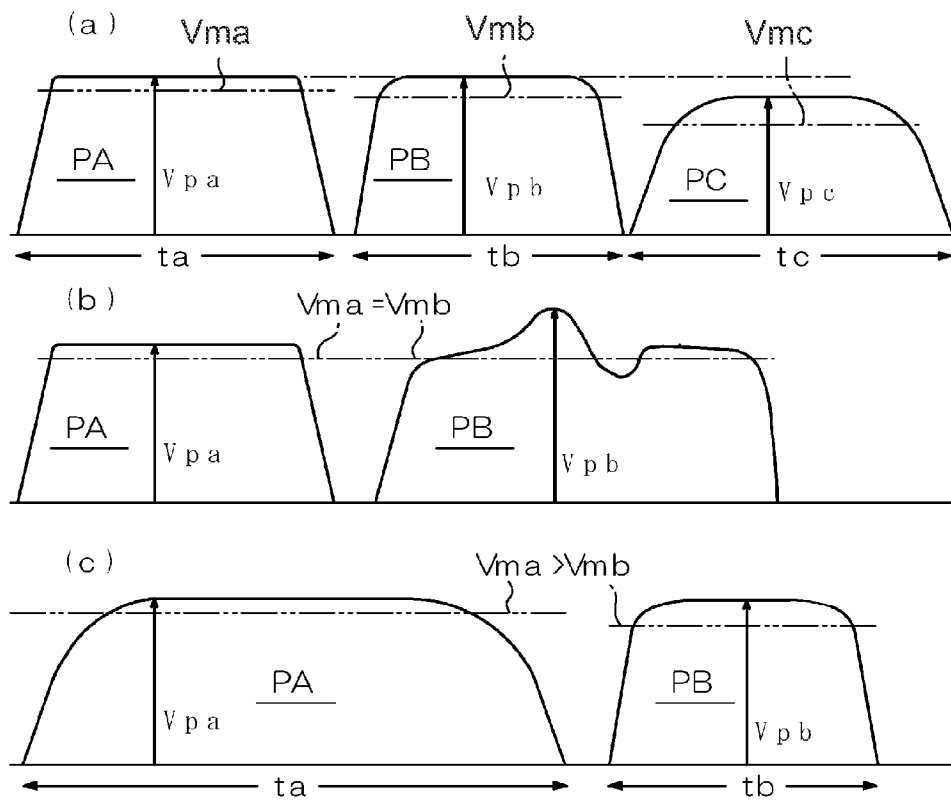 (a)
Vma
Vmb
Vmc
PA
Vpa
PB
Vpb
PC
Vpc
ta
tb
tc
(b)
Vma=Vmb
PA
Vpa
PB
Vpb
(c)
Vma>Vmb
PA
Vpa
PB
Vpb
ta
tb